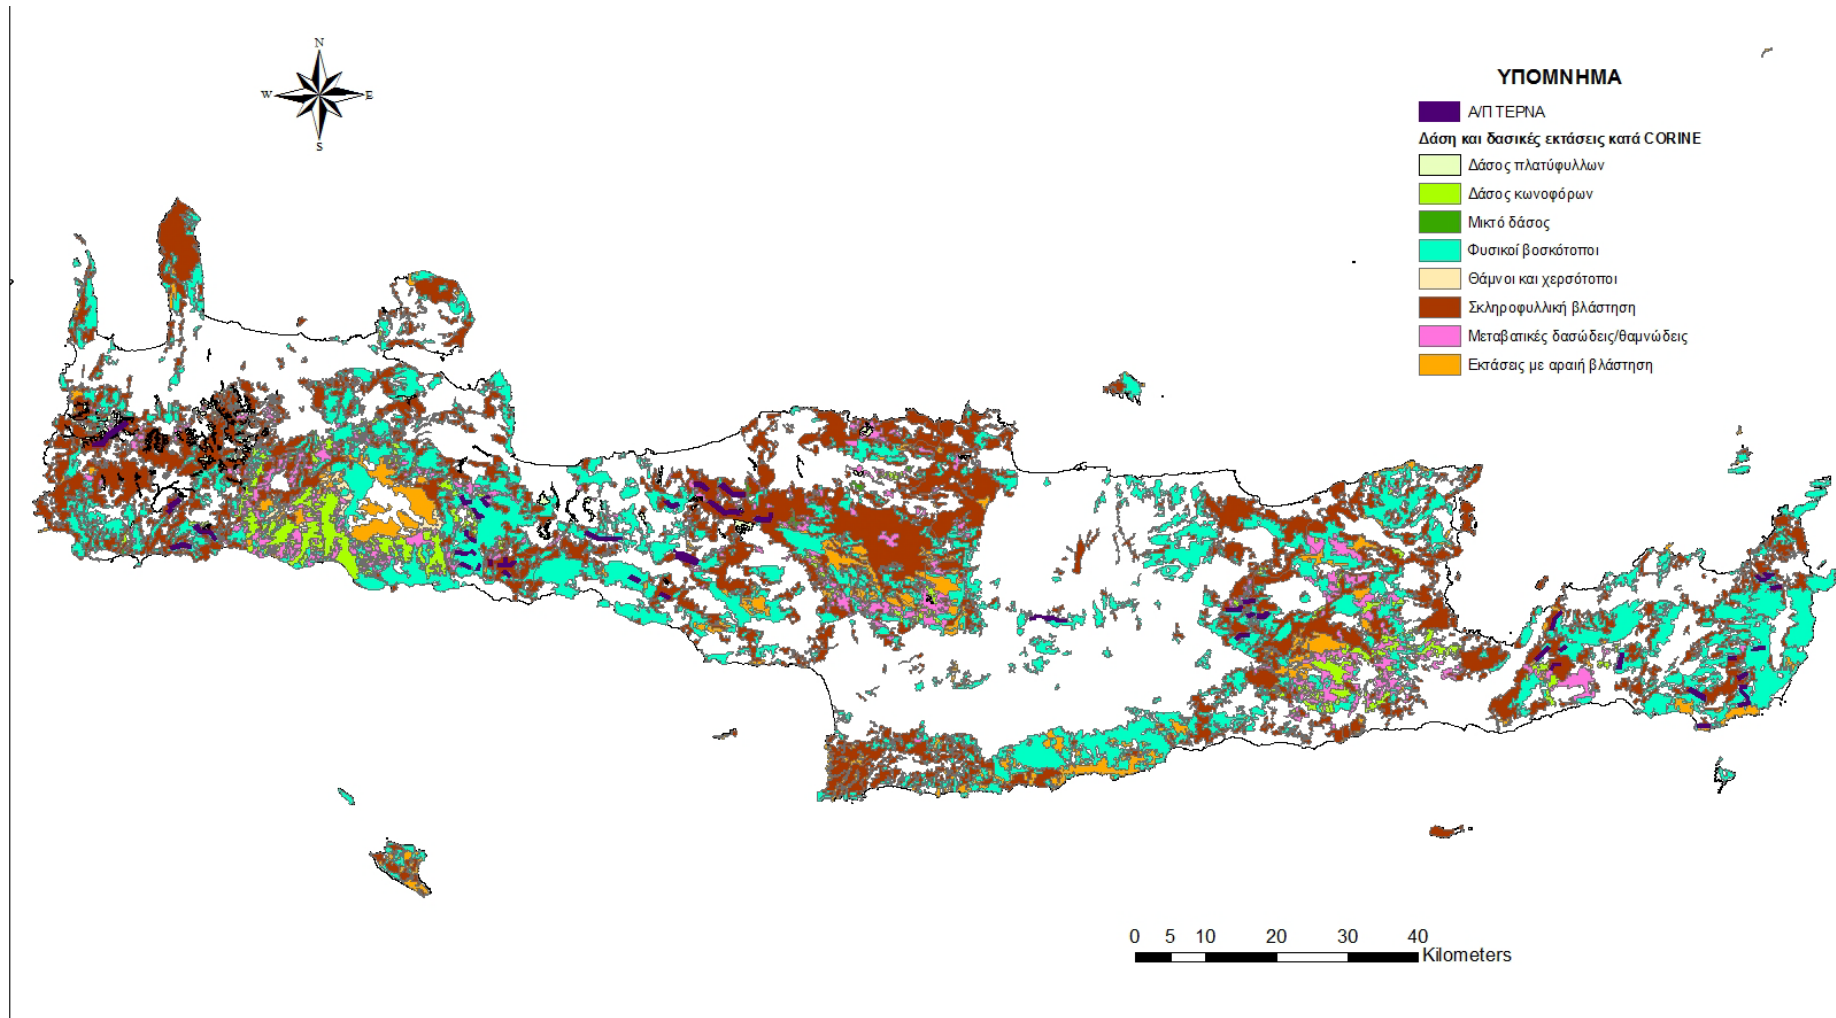 N
W E
S
ΥΠΟΜΝΗΜΑ
Α/Π ΤΕΡΝΑ
Δάση και δασικές εκτάσεις κατά CORINE
Δάσος πλατύφυλλων
Δάσος κωνοφόρων
Μικτό δάσος
Φυσικοί βοσκότοποι
Θάμνοι και χερσότοποι
Σκληροφυλλική βλάστηση
Μεταβατικές δασώδεις/θαμνώδεις
Εκτάσεις με αραιή βλάστηση
0 5 10 20 30 40
Kilometers